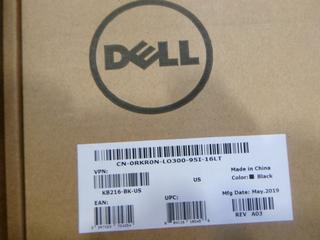 DELL
CN-0RKR0N-LO300-95I-16LT
VPN:
Made in China
US
Color: Black
KB216-BK-US
EAN:
UPC:
Mfg Date: May.2019
REV A03